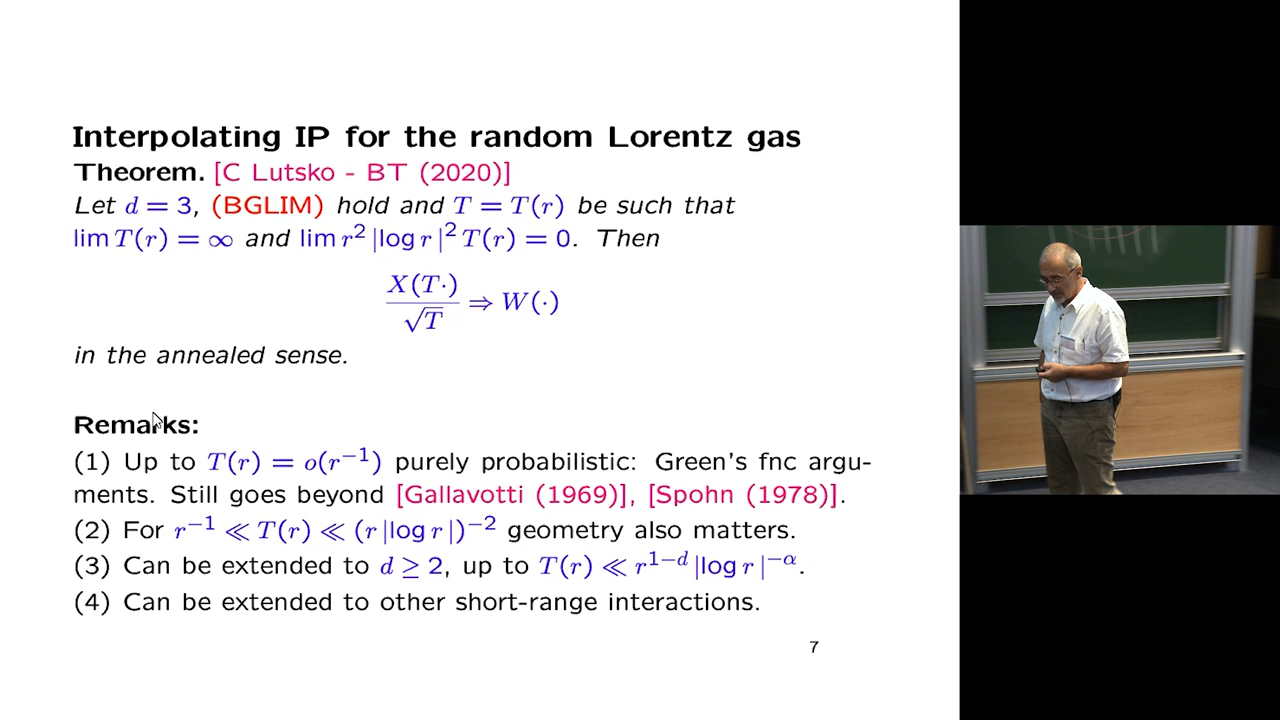 Interpolating IP for the random Lorentz gas
Theorem. [C Lutsko - BT (2020)]
Let d = 3, (BGLIM) hold and T = T(r) be such that
lim T(r) = ∞ and lim r² |log r|² T(r) = 0. Then
X(T·)/√T ⇒ W(·)
in the annealed sense.
Remarks:
(1) Up to T(r) = o(r⁻¹) purely probabilistic: Green's fnc argu-
ments. Still goes beyond [Gallavotti (1969)], [Spohn (1978)].
(2) For r⁻¹ ≪ T(r) ≪ (r |log r|)⁻² geometry also matters.
(3) Can be extended to d ≥ 2, up to T(r) ≪ r¹⁻ᵈ |log r|⁻ᵅ.
(4) Can be extended to other short-range interactions.
7